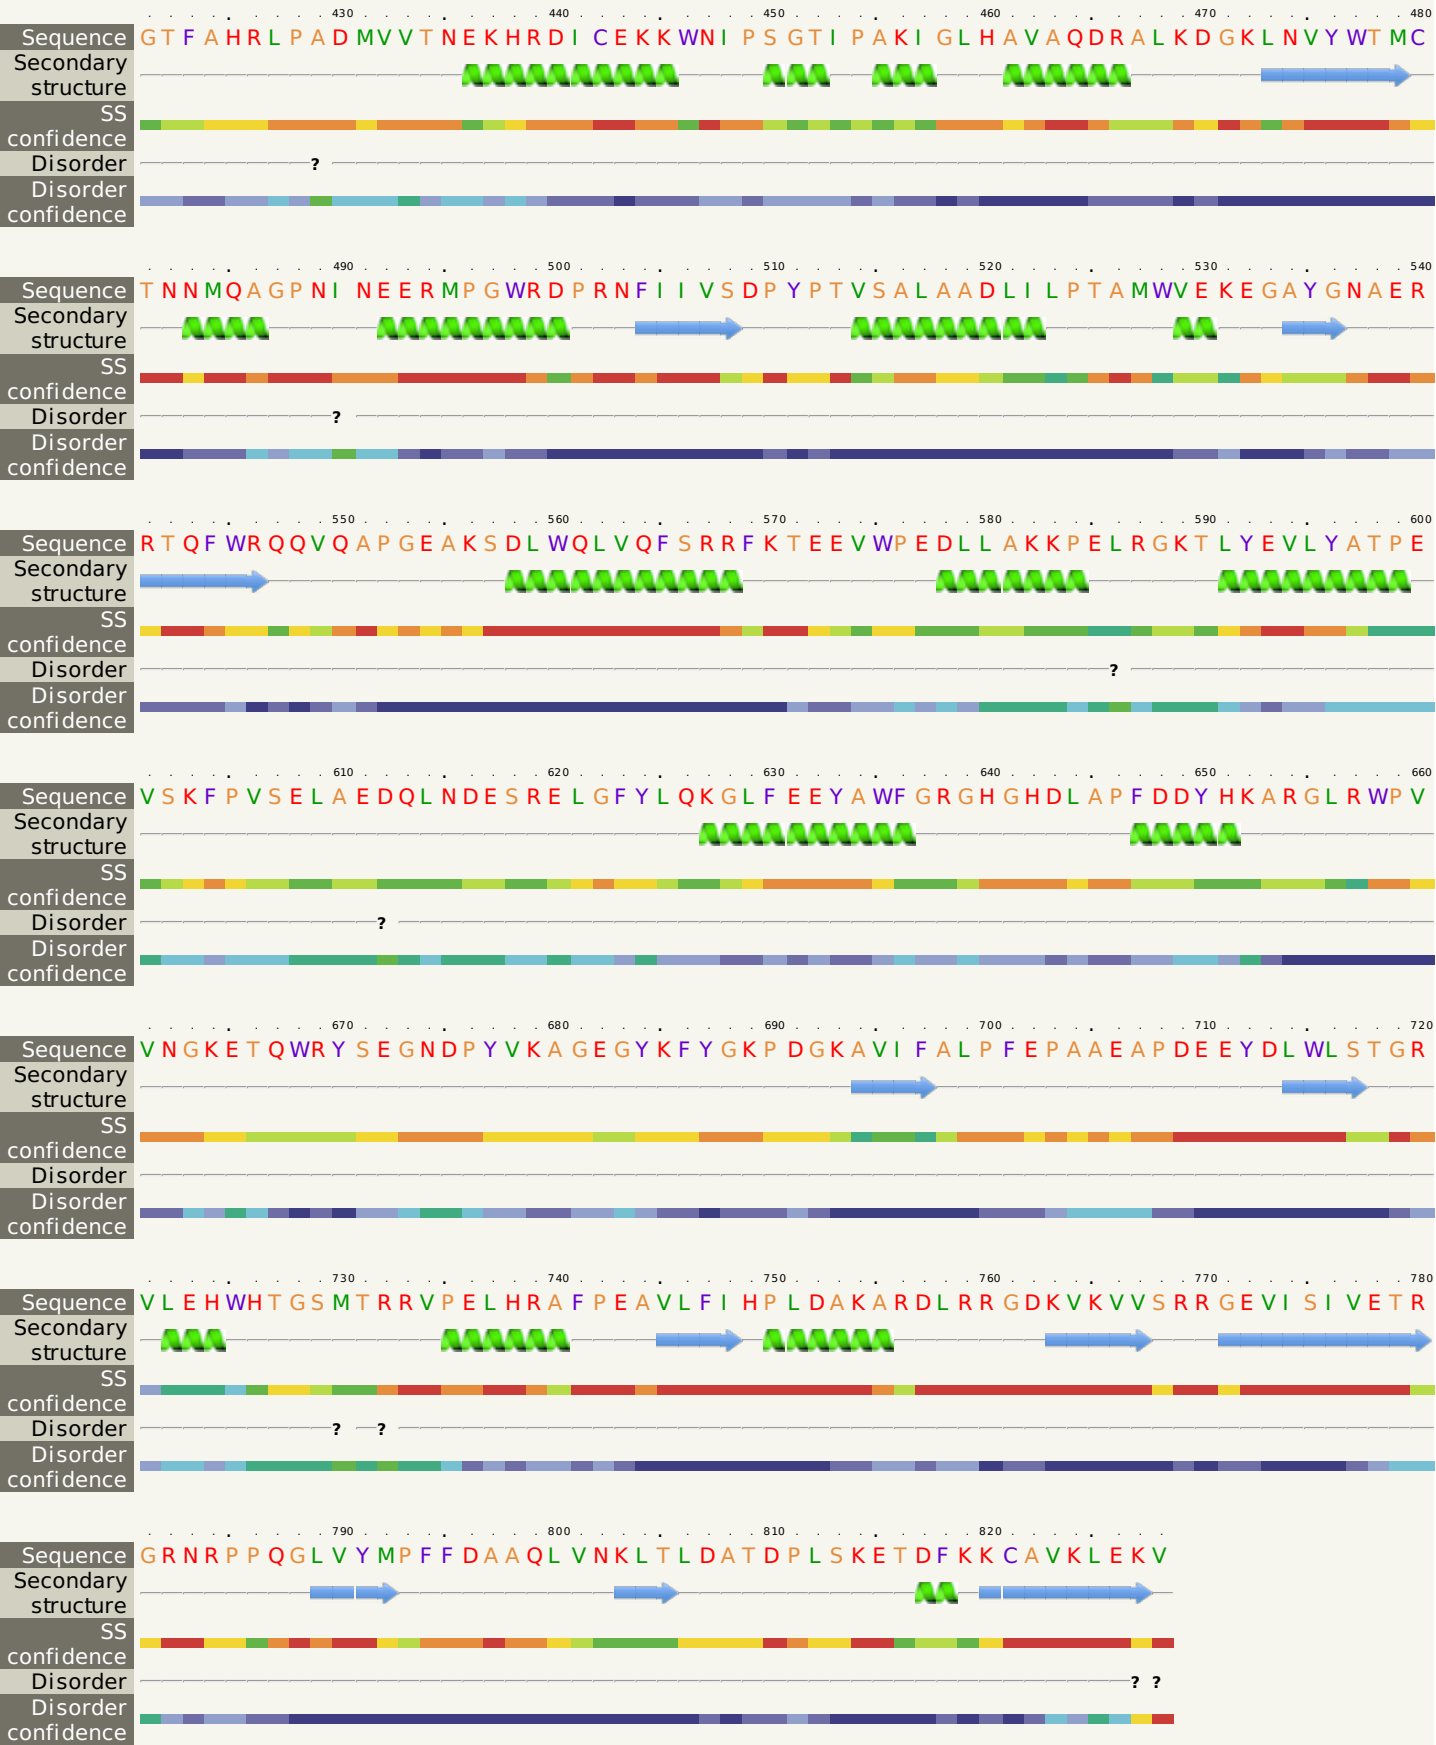 430 440 450 460 470 480
Sequence GTFAHRLPADMVVTNEKHRDICEKKWNIPSGTIPAKIGLHAVAQDRALKDGKLNVYWTMC
Secondary
structure
SS
confidence
Disorder ?
Disorder
confidence
490 500 510 520 530 540
Sequence TNNMQAGPNINEERMPGWRDPRNFIIVSDPYPTVSALAADLILPTAMWVEKEGAYGNAER
Secondary
structure
SS
confidence
Disorder ?
Disorder
confidence
550 560 570 580 590 600
Sequence RTQFWRQQVQAPGEAKSDLWQLVQFSRRFKTEEVWPEDLLAKKPELRGKTLYEVLYATPE
Secondary
structure
SS
confidence
Disorder ?
Disorder
confidence
610 620 630 640 650 660
Sequence VSKFPVSELAEDQLNDESRELGFYLQKGLFEEYAWFGRGHGHDLAPFDDYHKARGLRWPV
Secondary
structure
SS
confidence
Disorder ?
Disorder
confidence
670 680 690 700 710 720
Sequence VNGKETQWRYSEGNDPYVKAGEGYKFYGKPDGKAVIFALPFEPAAEAPDEEYDLWLSTGR
Secondary
structure
SS
confidence
Disorder
Disorder
confidence
730 740 750 760 770 780
Sequence VLEHWHTGSMTRRVPELHRAFPEAVLFIHPLDAKARDLRRGDKVKVVSRRGEVISIVETR
Secondary
structure
SS
confidence
Disorder ? ?
Disorder
confidence
790 800 810 820
Sequence GRNRPPQGLVYMPFFDAAQLVNKLTLDATDPLSKETDFKKCAVKLEKV
Secondary
structure
SS
confidence
Disorder ? ?
Disorder
confidence